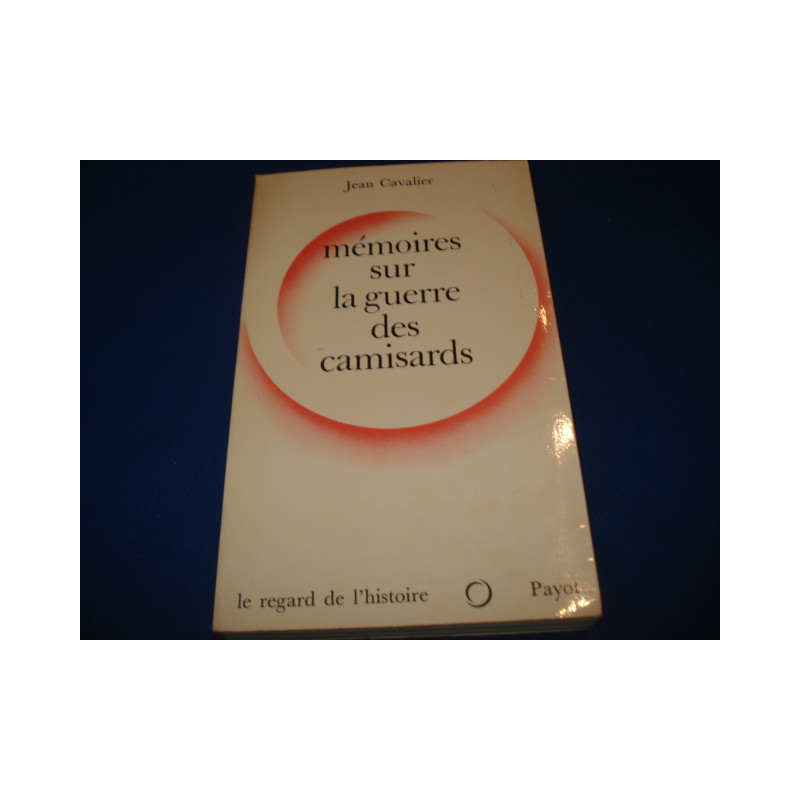 Jean Cavalier
mémoires
sur
la guerre
des
camisards
le regard de l'histoire
Payot